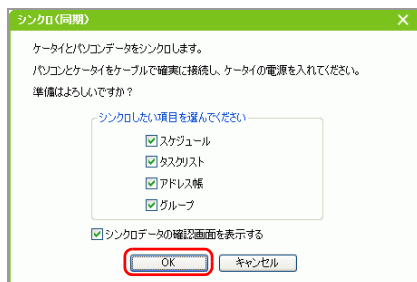 シンクロ(同期)
ケータイとパソコンデータをシンクロします。
パソコンとケータイをケーブルで確実に接続し、ケータイの電源を入れてください。
準備はよろしいですか？
シンクロしたい項目を選んでください
スケジュール
タスクリスト
アドレス帳
グループ
シンクロデータの確認画面を表示する
OK キャンセル